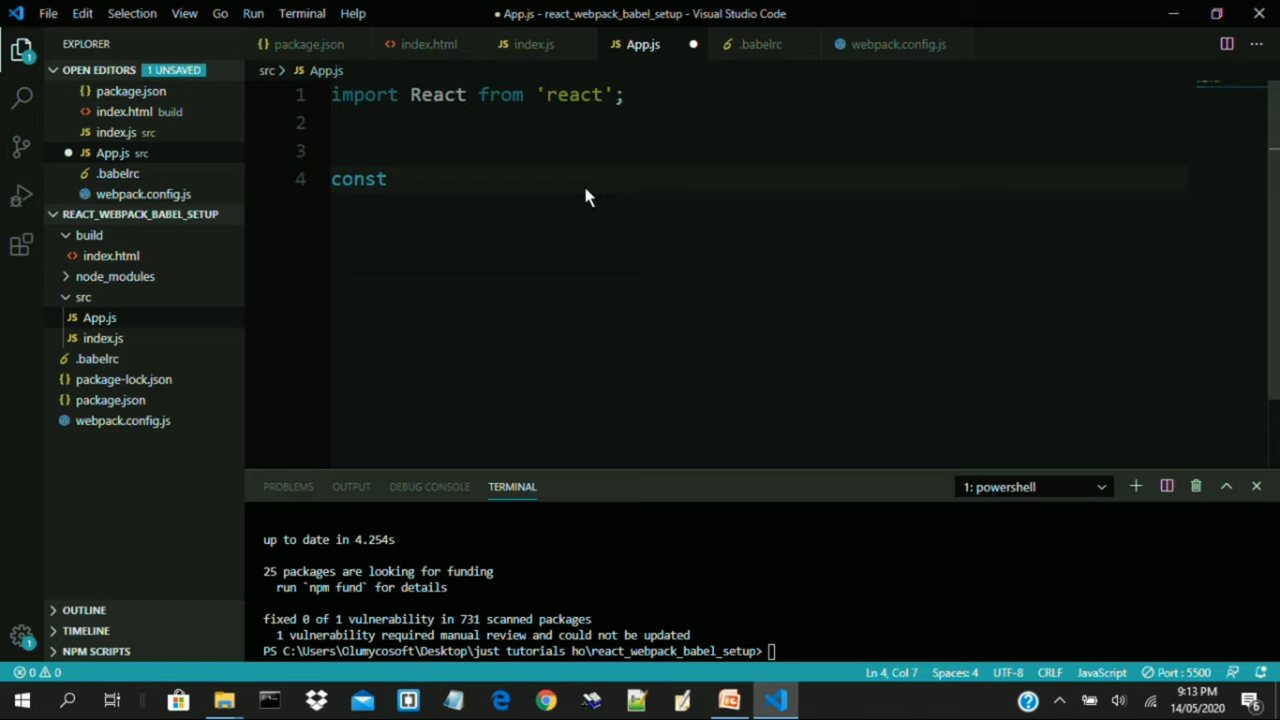 File Edit Selection View Go Run Terminal Help
● App.js - react_webpack_babel_setup - Visual Studio Code
EXPLORER
OPEN EDITORS 1 UNSAVED
package.json
index.html build
index.js src
App.js src
.babelrc
webpack.config.js
REACT_WEBPACK_BABEL_SETUP
build
index.html
node_modules
src
App.js
index.js
.babelrc
package-lock.json
package.json
webpack.config.js
OUTLINE
TIMELINE
NPM SCRIPTS
package.json index.html index.js App.js .babelrc webpack.config.js
src App.js
1 import React from 'react';
2
3
4 const
PROBLEMS OUTPUT DEBUG CONSOLE TERMINAL 1: powershell
up to date in 4.254s
25 packages are looking for funding
run `npm fund` for details
fixed 0 of 1 vulnerability in 731 scanned packages
1 vulnerability required manual review and could not be updated
PS C:\Users\Olumycosoft\Desktop\just tutorials ho\react_webpack_babel_setup>
0 0 Ln 4, Col 7 Spaces: 4 UTF-8 CRLF JavaScript Port : 5500
9:13 PM
14/05/2020
6